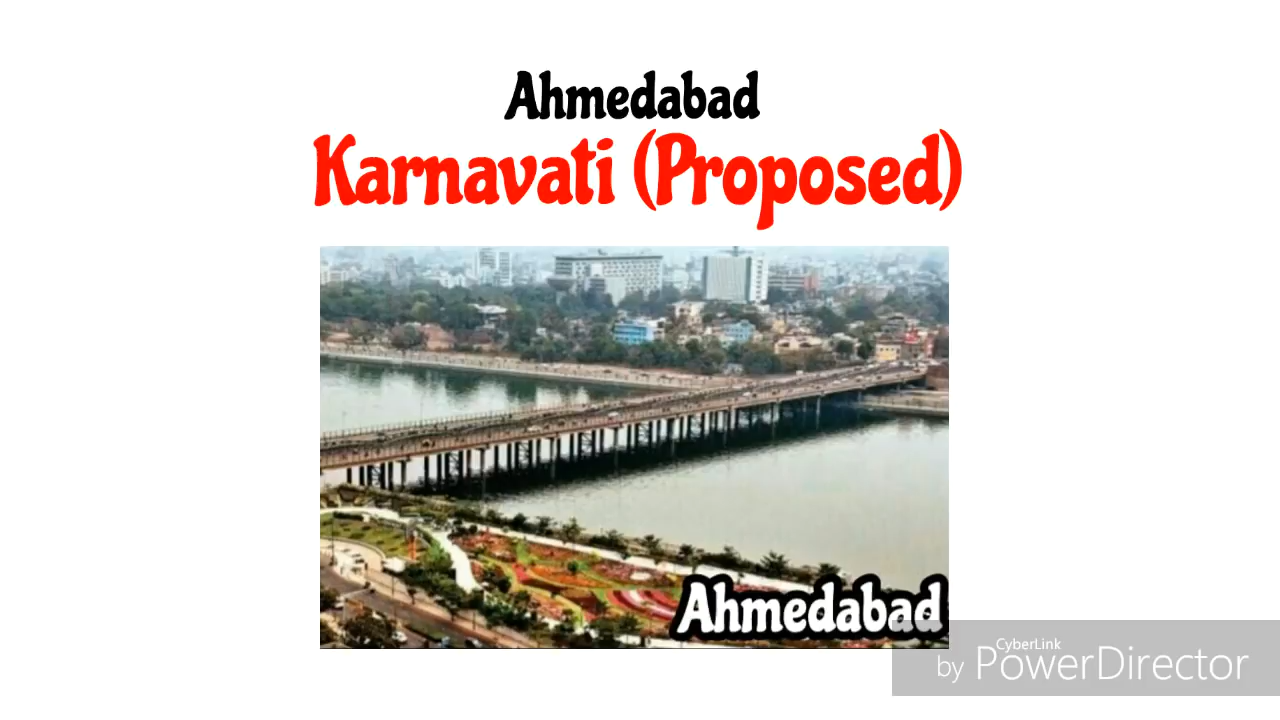 Ahmedabad
Karnavati (Proposed)
Ahmedabad
CyberLink
by PowerDirector